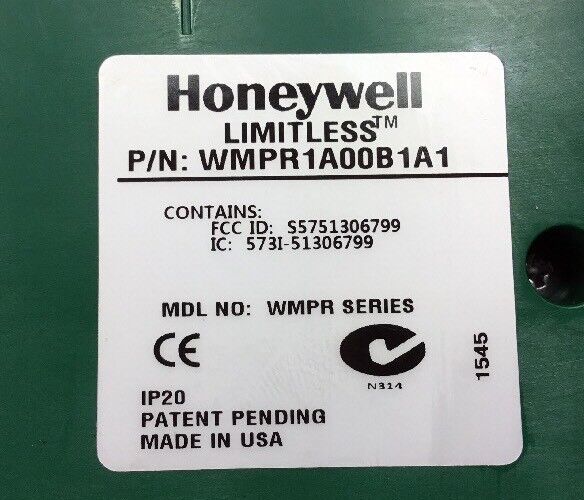 Honeywell
LIMITLESS™
P/N: WMPR1A00B1A1
CONTAINS:
FCC ID: S5751306799
IC: 573I-51306799
MDL NO: WMPR SERIES
CE
N314
1545
IP20
PATENT PENDING
MADE IN USA